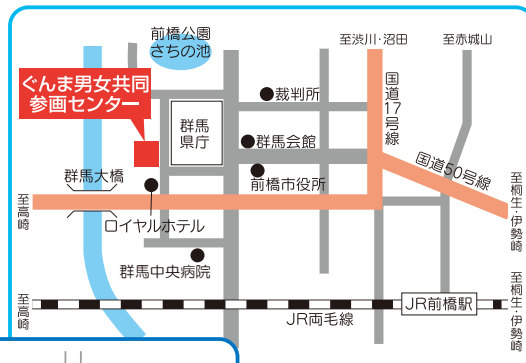 前橋公園
さちの池
至渋川・沼田
至赤城山
ぐんま男女共同
参画センター
国道17号線
裁判所
群馬
県庁
群馬会館
国道50号線
群馬大橋
前橋市役所
至高崎
至桐生・伊勢崎
ロイヤルホテル
群馬中央病院
至高崎
JR前橋駅
至桐生・伊勢崎
JR両毛線